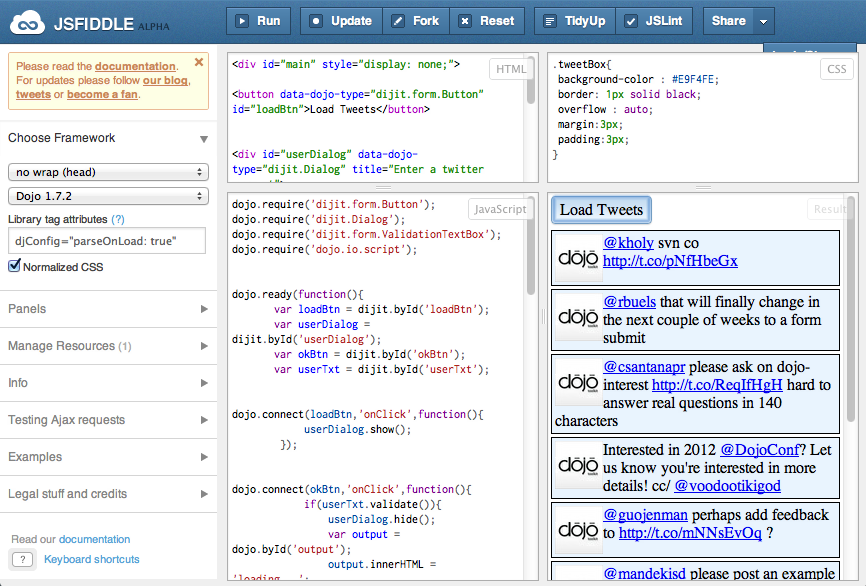 JSFIDDLE ALPHA
Run
Update
Fork
Reset
TidyUp
JSLint
Share
Please read the documentation.
For updates please follow our blog,
tweets or become a fan.
Choose Framework
no wrap (head)
Dojo 1.7.2
Library tag attributes (?)
djConfig="parseOnLoad: true"
Normalized CSS
Panels
Manage Resources (1)
Info
Testing Ajax requests
Examples
Legal stuff and credits
Read our documentation
? Keyboard shortcuts
HTML
<div id="main" style="display: none;">
<button data-dojo-type="dijit.form.Button"
id="loadBtn">Load Tweets</button>
<div id="userDialog" data-dojo-
type="dijit.Dialog" title="Enter a twitter
CSS
.tweetBox{
background-color : #E9F4FE;
border: 1px solid black;
overflow : auto;
margin:3px;
padding:3px;
}
JavaScript
dojo.require('dijit.form.Button');
dojo.require('dijit.Dialog');
dojo.require('dijit.form.ValidationTextBox');
dojo.require('dojo.io.script');
dojo.ready(function(){
var loadBtn = dijit.byId('loadBtn');
var userDialog =
dijit.byId('userDialog');
var okBtn = dijit.byId('okBtn');
var userTxt = dijit.byId('userTxt');
dojo.connect(loadBtn,'onClick',function(){
userDialog.show();
});
dojo.connect(okBtn,'onClick',function(){
if(userTxt.validate()){
userDialog.hide();
var output =
dojo.byId('output');
output.innerHTML =
'loading...';
Result
Load Tweets
dōjō @kholy svn co
http://t.co/pNfHbeGx
dōjō @rbuels that will finally change in
the next couple of weeks to a form
submit
dōjō @csantanapr please ask on dojo-
interest http://t.co/ReqIfHgH hard to
answer real questions in 140
characters
dōjō Interested in 2012 @DojoConf? Let
us know you're interested in more
details! cc/ @voodootikigod
dōjō @guojenman perhaps add feedback
to http://t.co/mNNsEvOq ?
@mandekisd please post an example